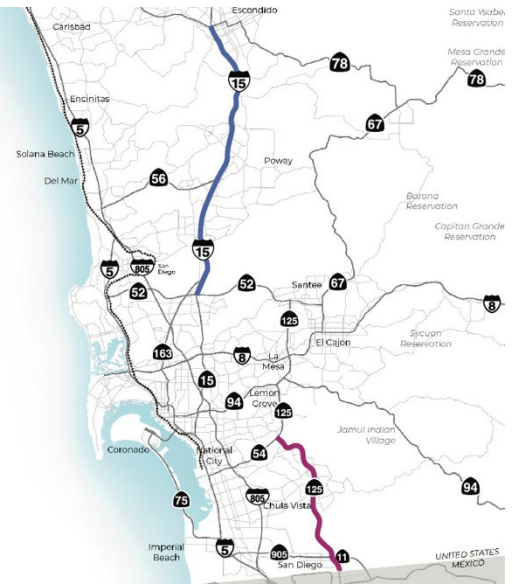 Escondido
Santa Ysabel
Reservation
Carlsbad
Mesa Grande
Reservation
78
78
15
Encinitas
5
67
Solana Beach
Poway
Del Mar
56
Barona
Reservation
Capitan Grande
Reservation
15
5
805
San
Diego
52
52
Santee
67
8
125
Sycuan
Reservation
163
8
La
Mesa
El Cajon
15
94
Lemon
Grove
125
Jamul Indian
Village
Coronado
National
City
54
125
94
75
805
Chula Vista
Imperial
Beach
5
905
San Diego
11
UNITED STATES
MEXICO